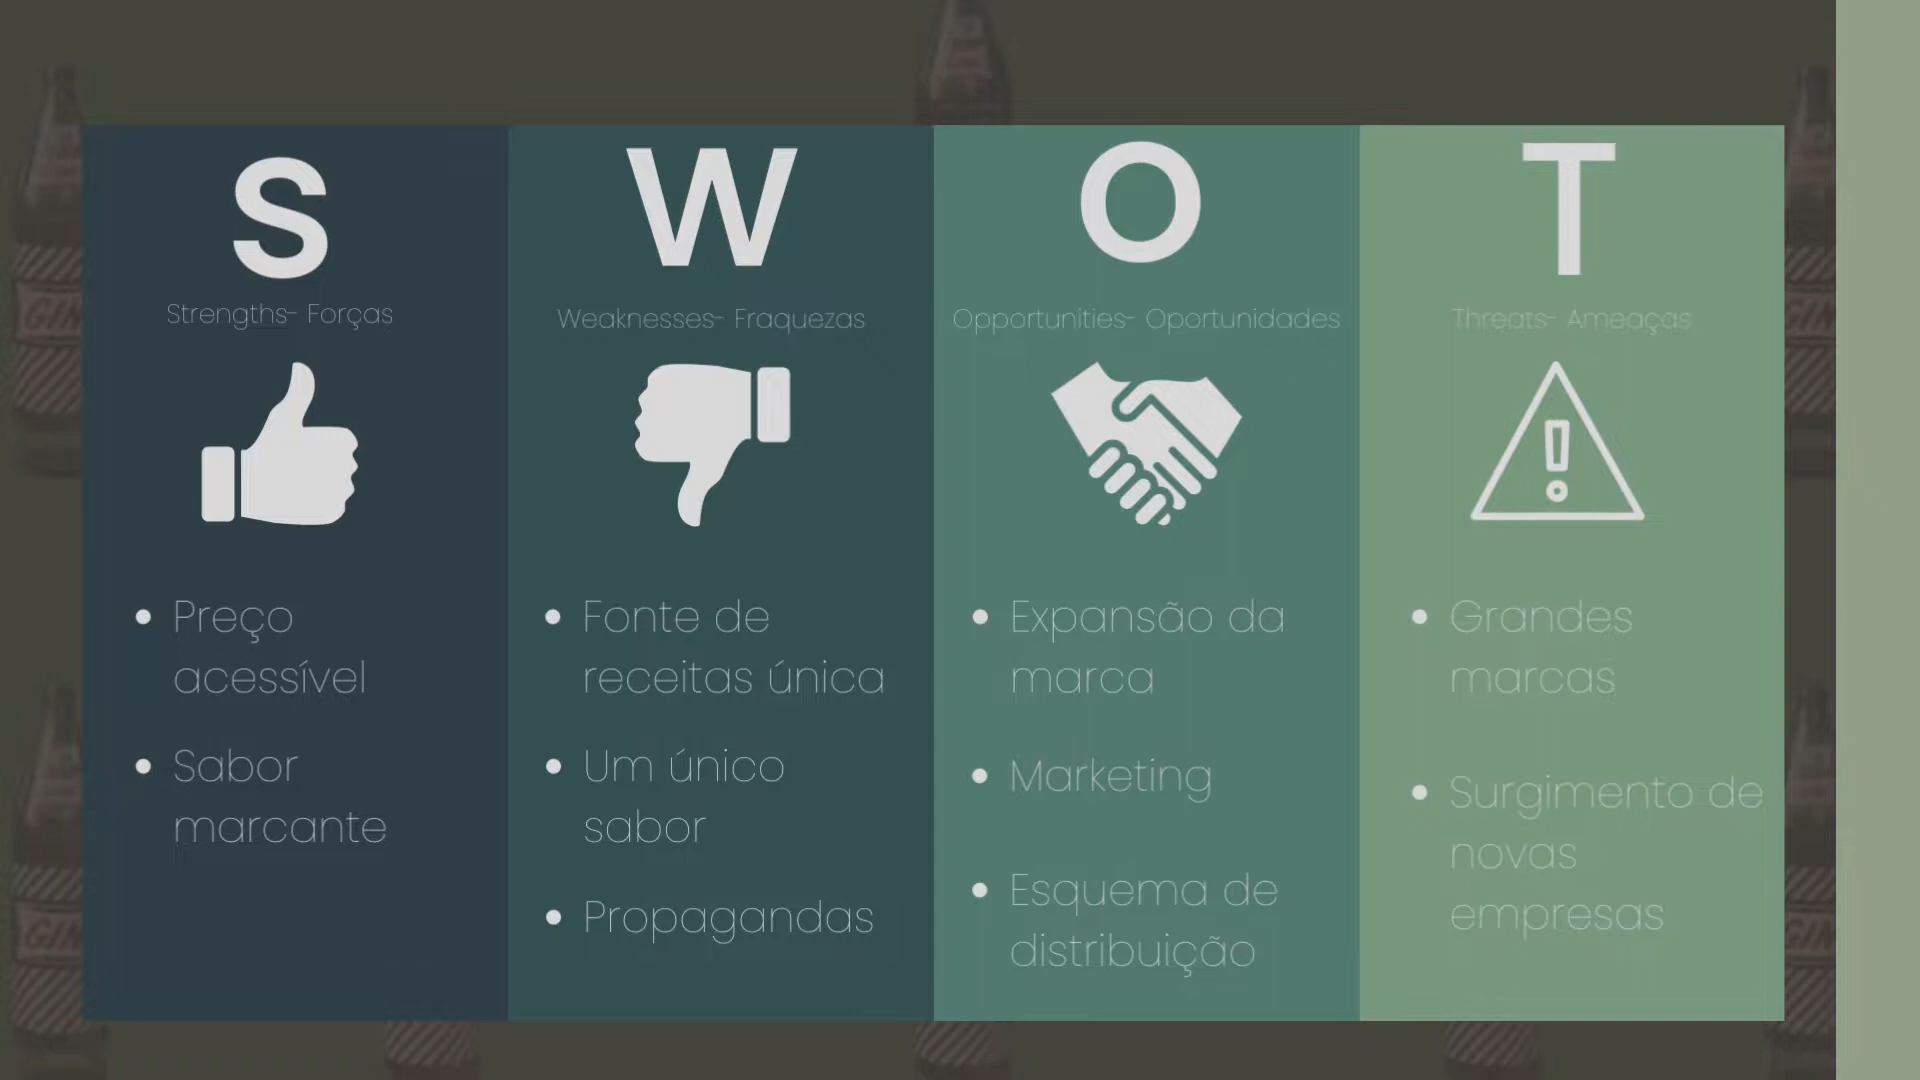 S
Strengths- Forças
Preço
acessível
Sabor
marcante
W
Weaknesses- Fraquezas
Fonte de
receitas única
Um único
sabor
Propagandas
O
Opportunities- Oportunidades
Expansão da
marca
Marketing
Esquema de
distribuição
T
Threats- Ameaças
Grandes
marcas
Surgimento de
novas
empresas